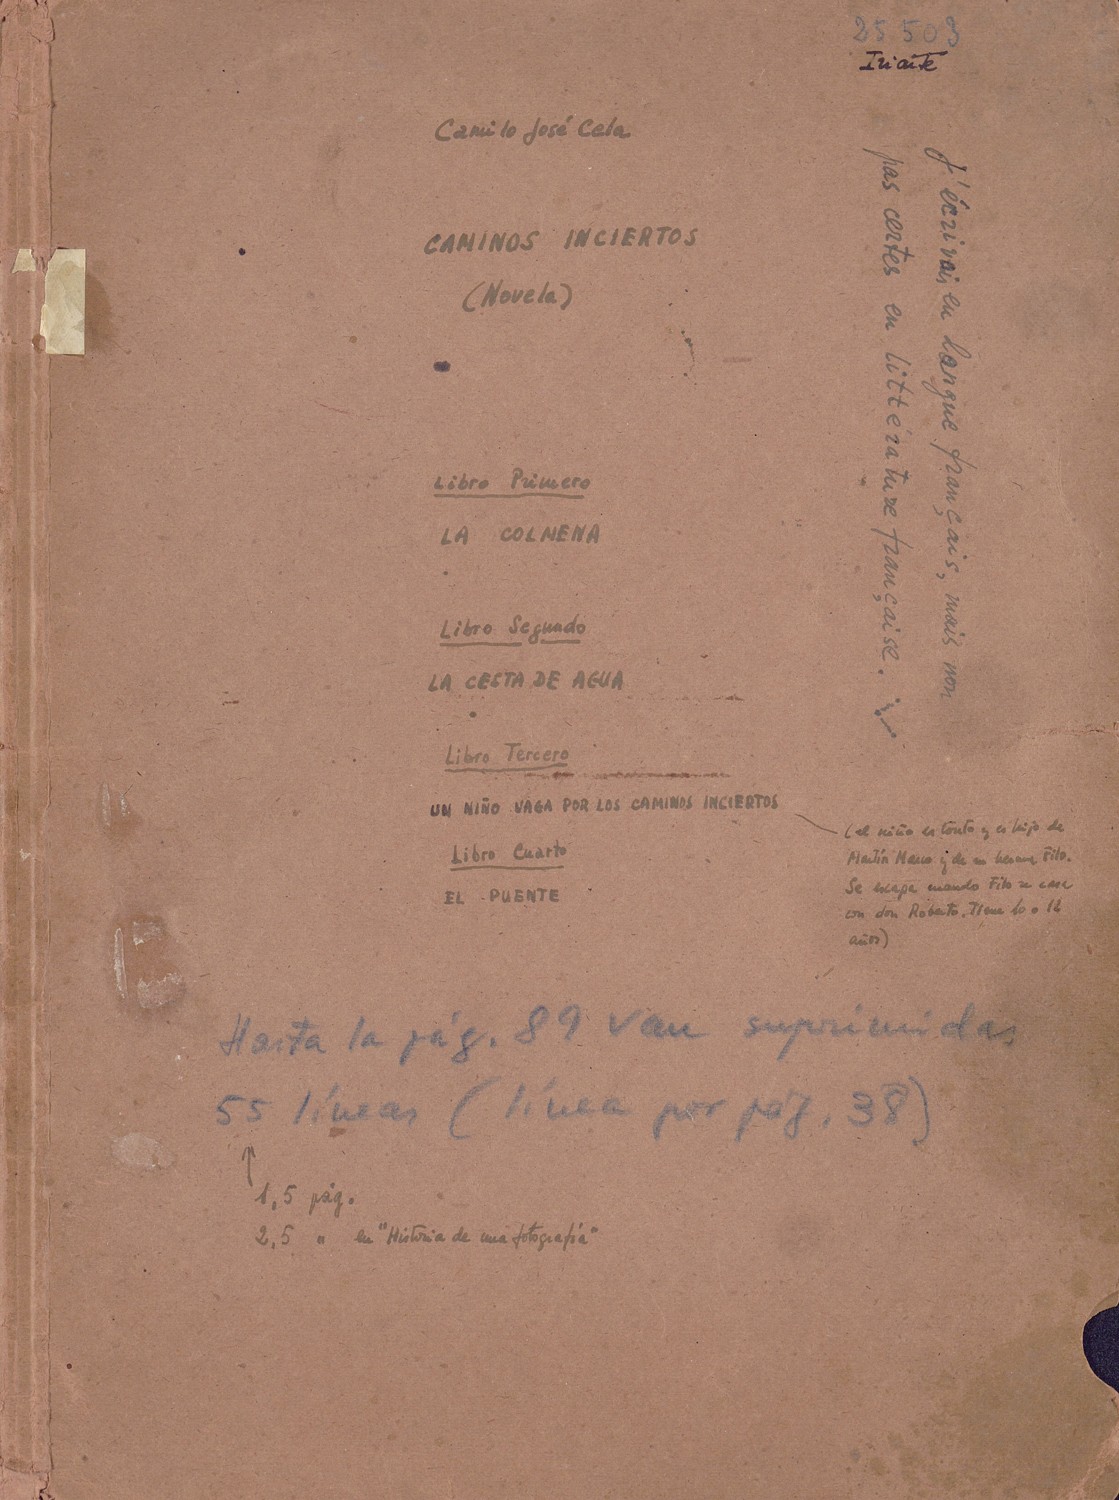 25503
Iriarte
Camilo José Cela
CAMINOS INCIERTOS
(Novela)
J'écrivais en langue français, mais non
pas certes en littérature française.
Libro Primero
LA COLMENA
Libro Segundo
LA CESTA DE AGUA
Libro Tercero
UN NIÑO VAGA POR LOS CAMINOS INCIERTOS
(el niño es tonto y es hijo de
Martín Marco y de su hermana Filo.
Se escapa cuando Filo se casa
con don Roberto. Tiene 10 o 12
años)
Libro Cuarto
EL PUENTE
Hasta la pág. 89 van suprimidas
55 líneas (línea por pág. 38)
1,5 pág.
2,5 " en "Historia de una fotografía"